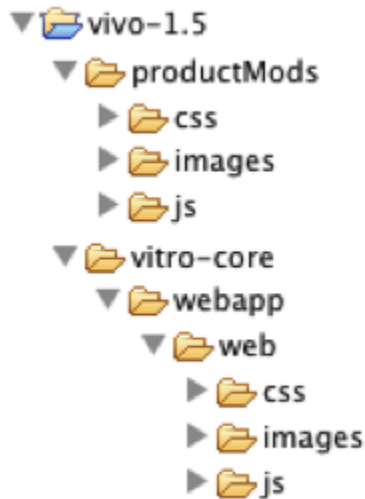 vivo-1.5
productMods
css
images
js
vitro-core
webapp
web
css
images
js